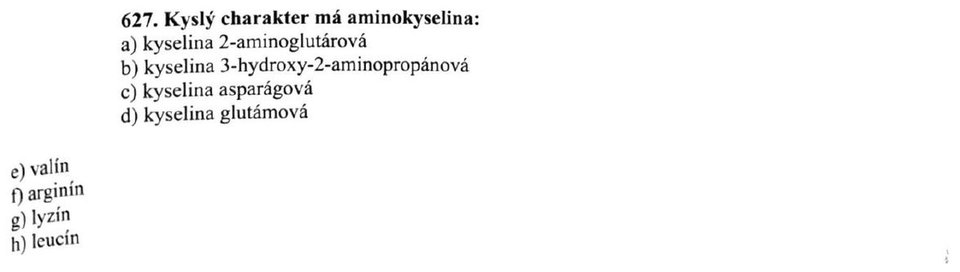 627. Kyslý charakter má aminokyselina:
a) kyselina 2-aminoglutárová
b) kyselina 3-hydroxy-2-aminopropánová
c) kyselina asparágová
d) kyselina glutámová
e) valín
f) arginín
g) lyzín
h) leucín